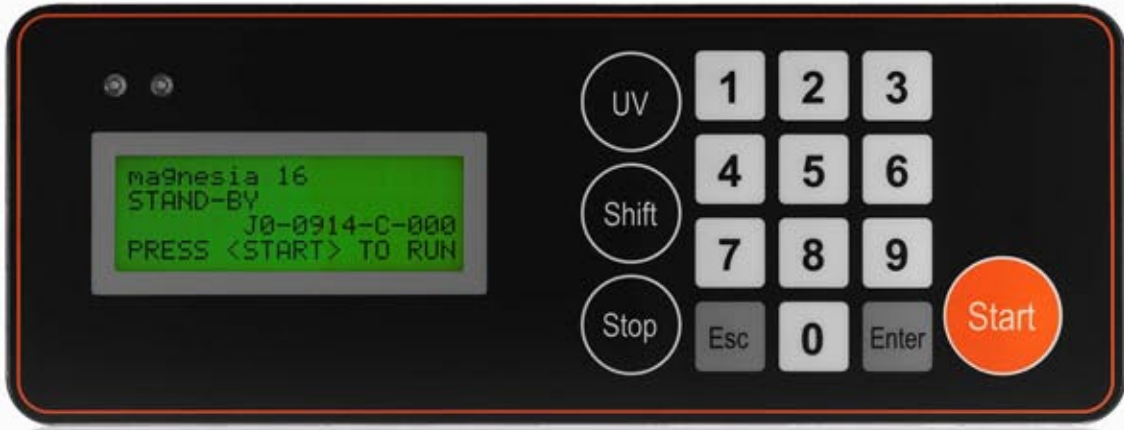 magnesia 16
STAND-BY
J0-0914-C-000
PRESS <START> TO RUN
UV
Shift
Stop
1 2 3
4 5 6
7 8 9
Esc 0 Enter
Start